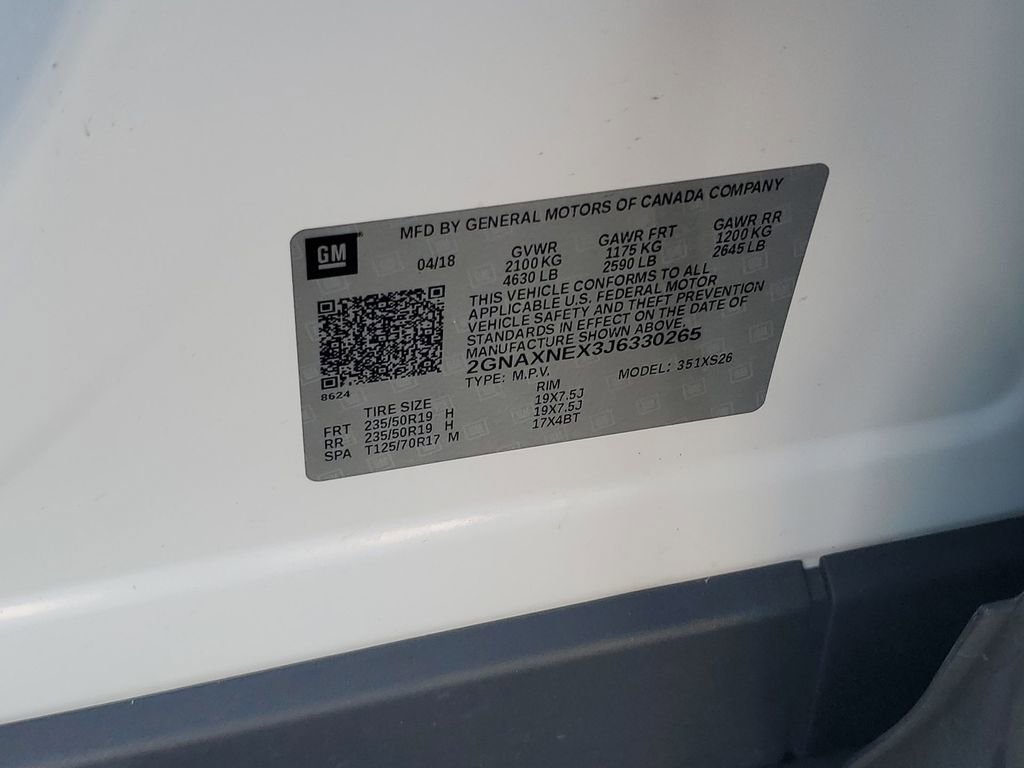 GM
MFD BY GENERAL MOTORS OF CANADA COMPANY
04/18
GVWR
2100 KG
4630 LB
GAWR FRT
1175 KG
2590 LB
GAWR RR
1200 KG
2645 LB
THIS VEHICLE CONFORMS TO ALL
APPLICABLE U.S. FEDERAL MOTOR
VEHICLE SAFETY AND THEFT PREVENTION
STANDARDS IN EFFECT ON THE DATE OF
MANUFACTURE SHOWN ABOVE.
2GNAXNEX3J6330265
TYPE: M.P.V. MODEL: 351XS26
8624
TIRE SIZE RIM
FRT 235/50R19 H 19X7.5J
RR 235/50R19 H 19X7.5J
SPA T125/70R17 M 17X4BT